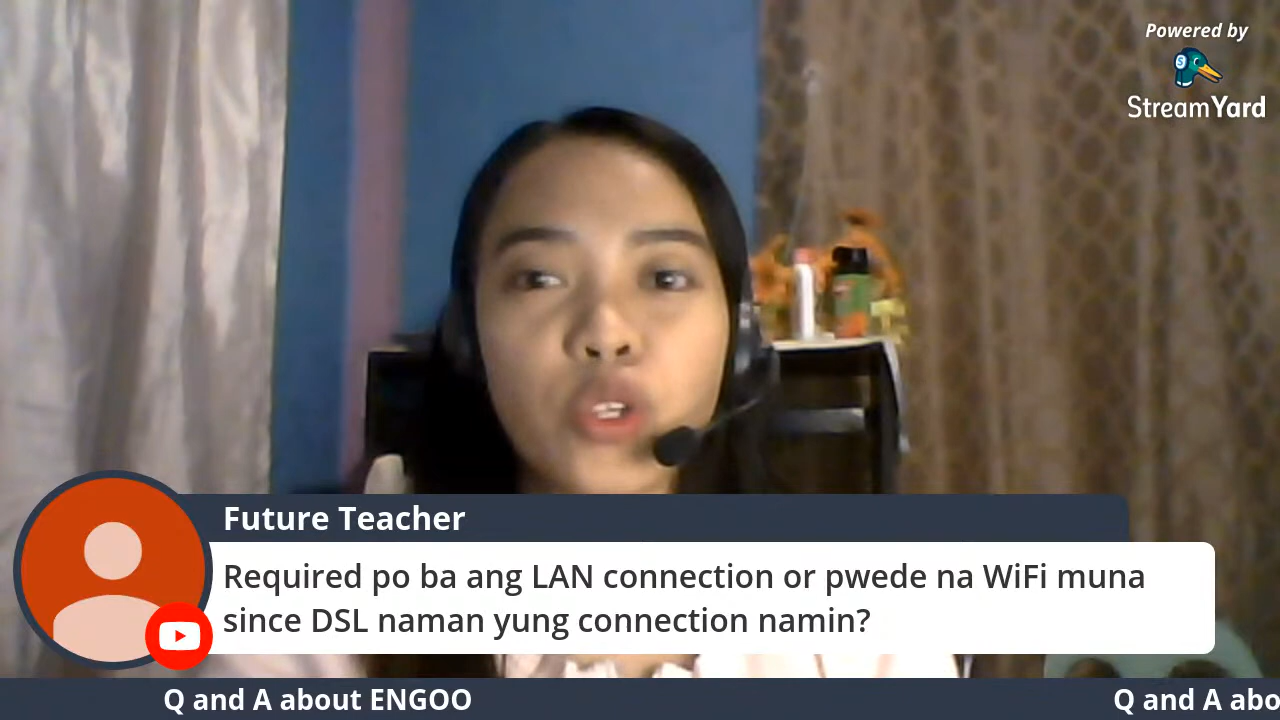 Powered by
StreamYard
Future Teacher
Required po ba ang LAN connection or pwede na WiFi muna
since DSL naman yung connection namin?
Q and A about ENGOO
Q and A abo